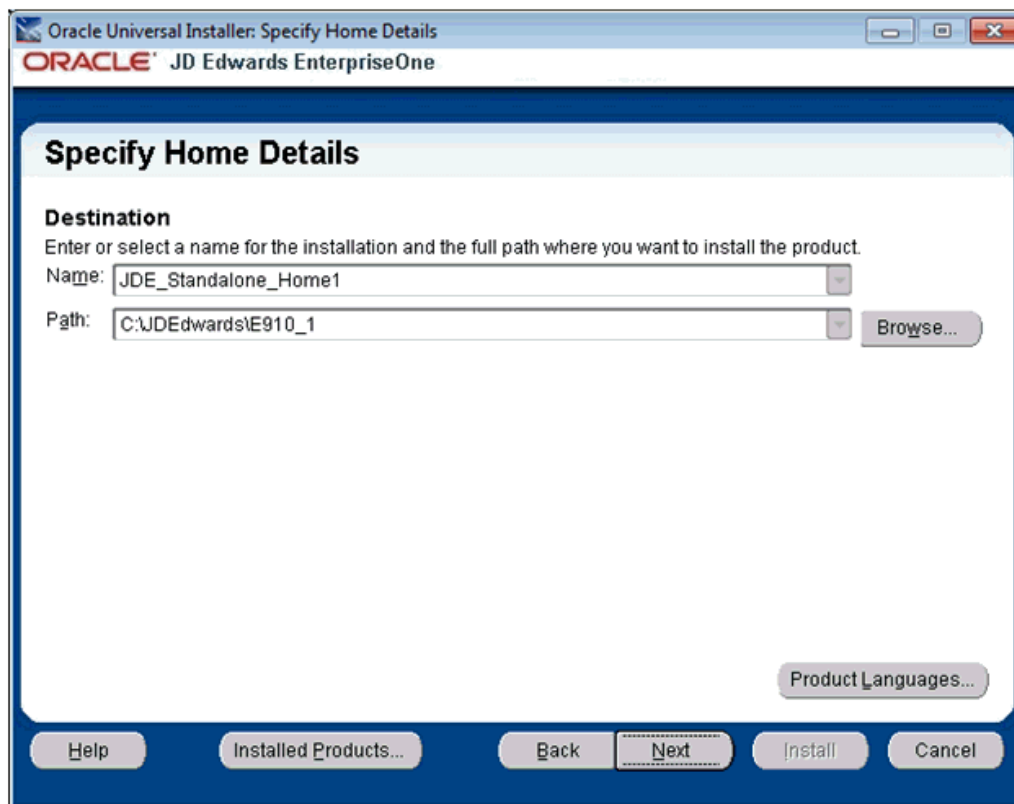 Oracle Universal Installer: Specify Home Details
ORACLE JD Edwards EnterpriseOne
Specify Home Details
Destination
Enter or select a name for the installation and the full path where you want to install the product.
Name: JDE_Standalone_Home1
Path: C:\JDEdwards\E910_1 Browse...
Product Languages...
Help Installed Products... Back Next Install Cancel